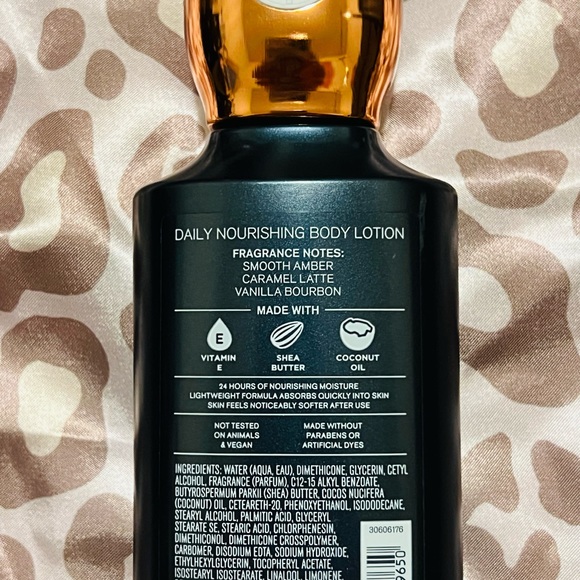 DAILY NOURISHING BODY LOTION
FRAGRANCE NOTES:
SMOOTH AMBER
CARAMEL LATTE
VANILLA BOURBON
MADE WITH
E
VITAMIN E
SHEA BUTTER
COCONUT OIL
24 HOURS OF NOURISHING MOISTURE
LIGHTWEIGHT FORMULA ABSORBS QUICKLY INTO SKIN
SKIN FEELS NOTICEABLY SOFTER AFTER USE
NOT TESTED
ON ANIMALS
& VEGAN
MADE WITHOUT
PARABENS OR
ARTIFICIAL DYES
INGREDIENTS: WATER (AQUA, EAU), DIMETHICONE, GLYCERIN, CETYL
ALCOHOL, FRAGRANCE (PARFUM), C12-15 ALKYL BENZOATE,
BUTYROSPERMUM PARKII (SHEA) BUTTER, COCOS NUCIFERA
(COCONUT) OIL, CETEARETH-20, PHENOXYETHANOL, ISODODECANE,
STEARYL ALCOHOL, PALMITIC ACID, GLYCERYL
STEARATE SE, STEARIC ACID, CHLORPHENESIN,
DIMETHICONOL, DIMETHICONE CROSSPOLYMER,
CARBOMER, DISODIUM EDTA, SODIUM HYDROXIDE,
ETHYLHEXYLGLYCERIN, TOCOPHERYL ACETATE,
ISOSTEARYL ISOSTEARATE, LINALOOL, LIMONENE,
30606176
0650